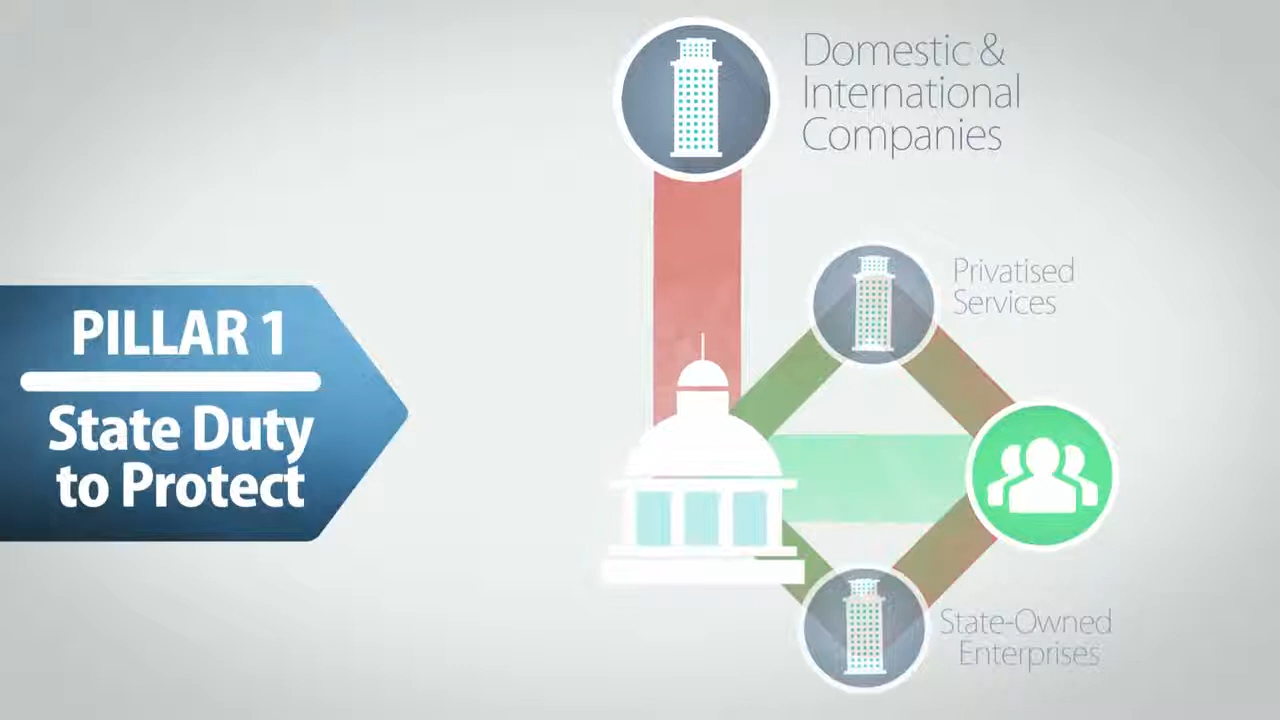 PILLAR 1
State Duty
to Protect
Domestic &
International
Companies
Privatised
Services
State-Owned
Enterprises